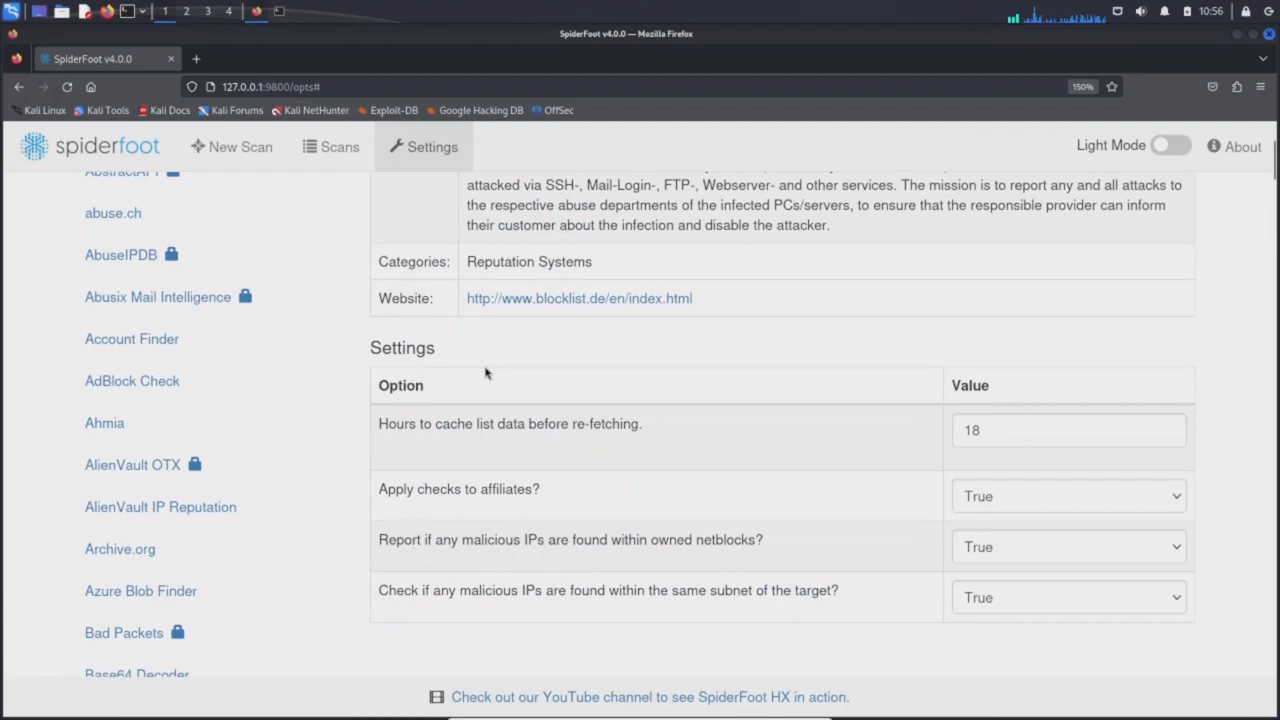 1 2 3 4
10:56
SpiderFoot v4.0.0 — Mozilla Firefox
SpiderFoot v4.0.0
127.0.0.1:9800/opts#
150%
Kali Linux Kali Tools Kali Docs Kali Forums Kali NetHunter Exploit-DB Google Hacking DB OffSec
spiderfoot New Scan Scans Settings Light Mode About
AbstractAPI
abuse.ch
AbuseIPDB
Abusix Mail Intelligence
Account Finder
AdBlock Check
Ahmia
AlienVault OTX
AlienVault IP Reputation
Archive.org
Azure Blob Finder
Bad Packets
Base64 Decoder
attacked via SSH-, Mail-Login-, FTP-, Webserver- and other services. The mission is to report any and all attacks to
the respective abuse departments of the infected PCs/servers, to ensure that the responsible provider can inform
their customer about the infection and disable the attacker.
Categories: Reputation Systems
Website: http://www.blocklist.de/en/index.html
Settings
Option Value
Hours to cache list data before re-fetching. 18
Apply checks to affiliates? True
Report if any malicious IPs are found within owned netblocks? True
Check if any malicious IPs are found within the same subnet of the target? True
Check out our YouTube channel to see SpiderFoot HX in action.